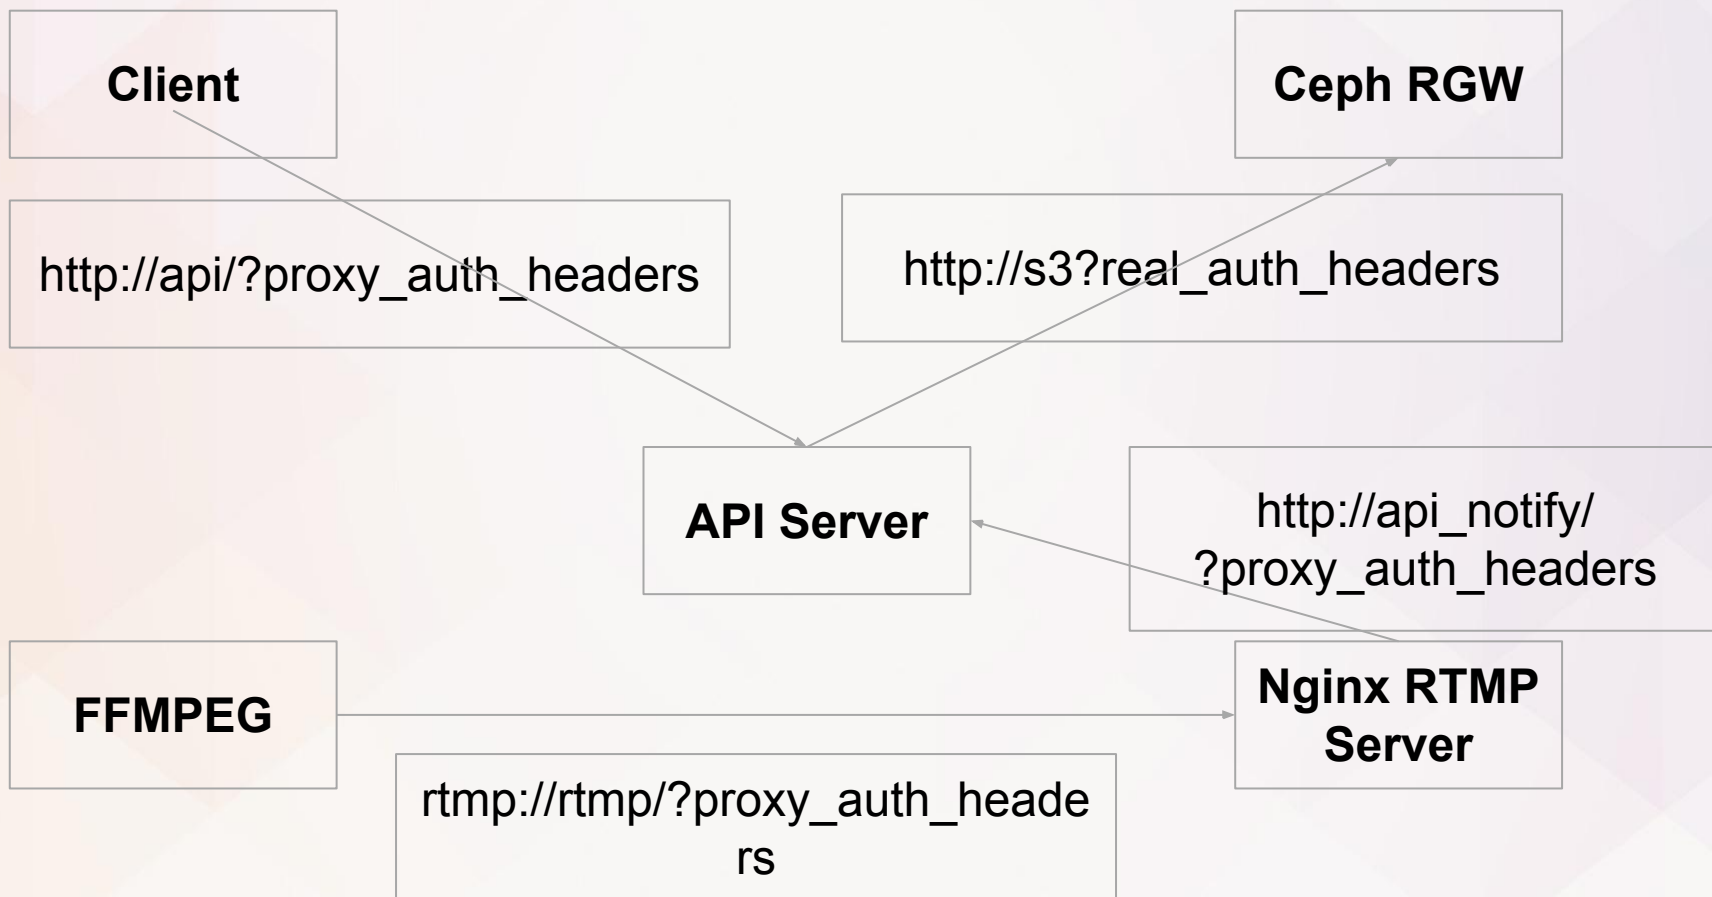 Client
Ceph RGW
http://api/?proxy_auth_headers
http://s3?real_auth_headers
API Server
http://api_notify/
?proxy_auth_headers
FFMPEG
Nginx RTMP
Server
rtmp://rtmp/?proxy_auth_heade
rs